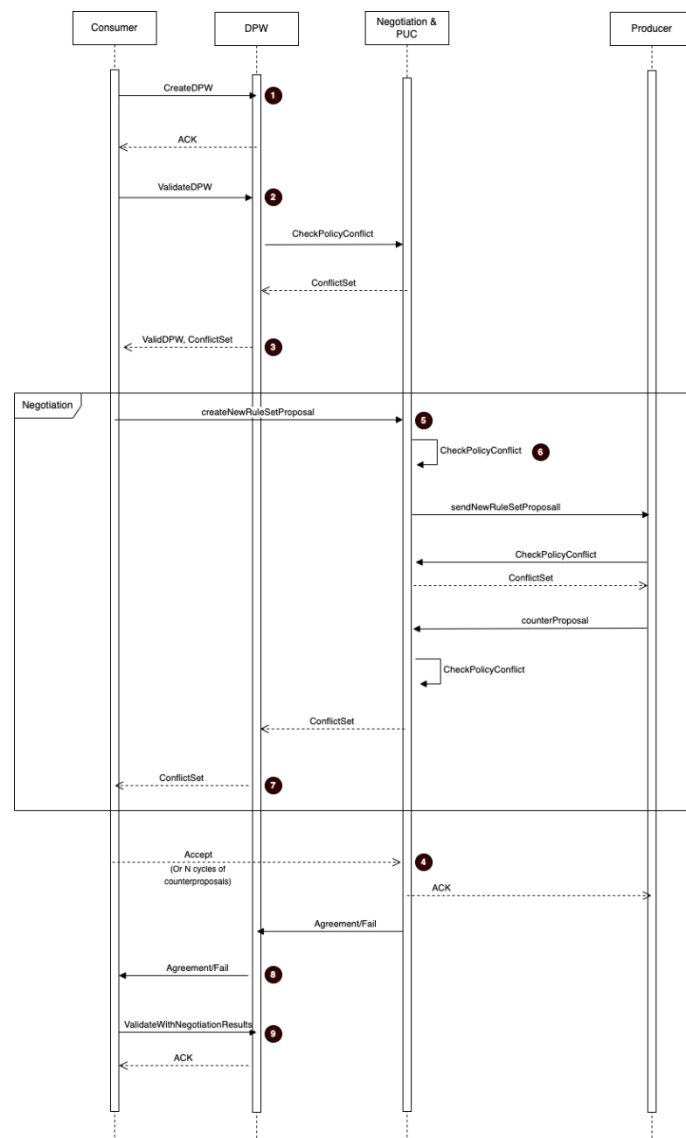 Consumer
DPW
Negotiation &
PUC
Producer
CreateDPW
1
ACK
ValidateDPW
2
CheckPolicyConflict
ConflictSet
ValidDPW, ConflictSet
3
Negotiation
createNewRuleSetProposal
5
CheckPolicyConflict
6
sendNewRuleSetProposall
CheckPolicyConflict
ConflictSet
counterProposal
CheckPolicyConflict
ConflictSet
ConflictSet
7
Accept
(Or N cycles of
counterproposals)
4
ACK
Agreement/Fail
Agreement/Fail
8
ValidateWithNegotiationResults
9
ACK